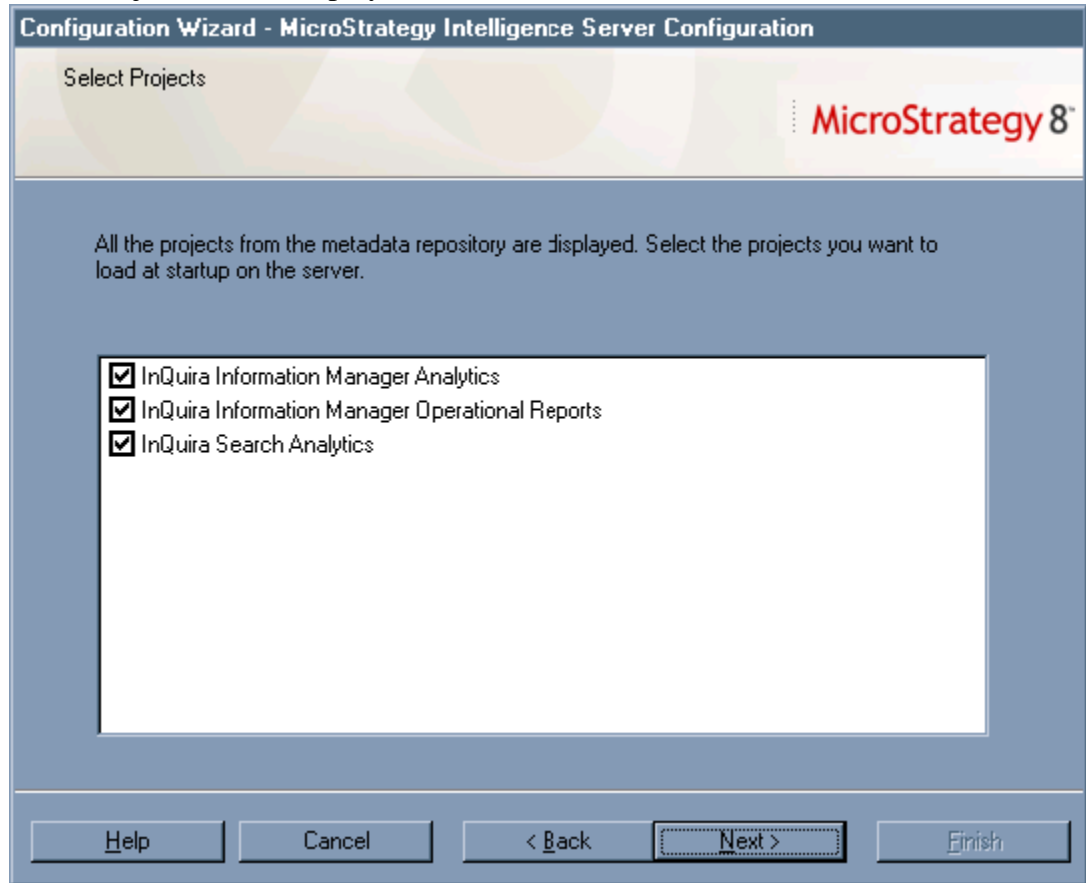 Configuration Wizard - MicroStrategy Intelligence Server Configuration
Select Projects
MicroStrategy 8™
All the projects from the metadata repository are displayed. Select the projects you want to
load at startup on the server.
InQuira Information Manager Analytics
InQuira Information Manager Operational Reports
InQuira Search Analytics
Help Cancel < Back Next > Finish